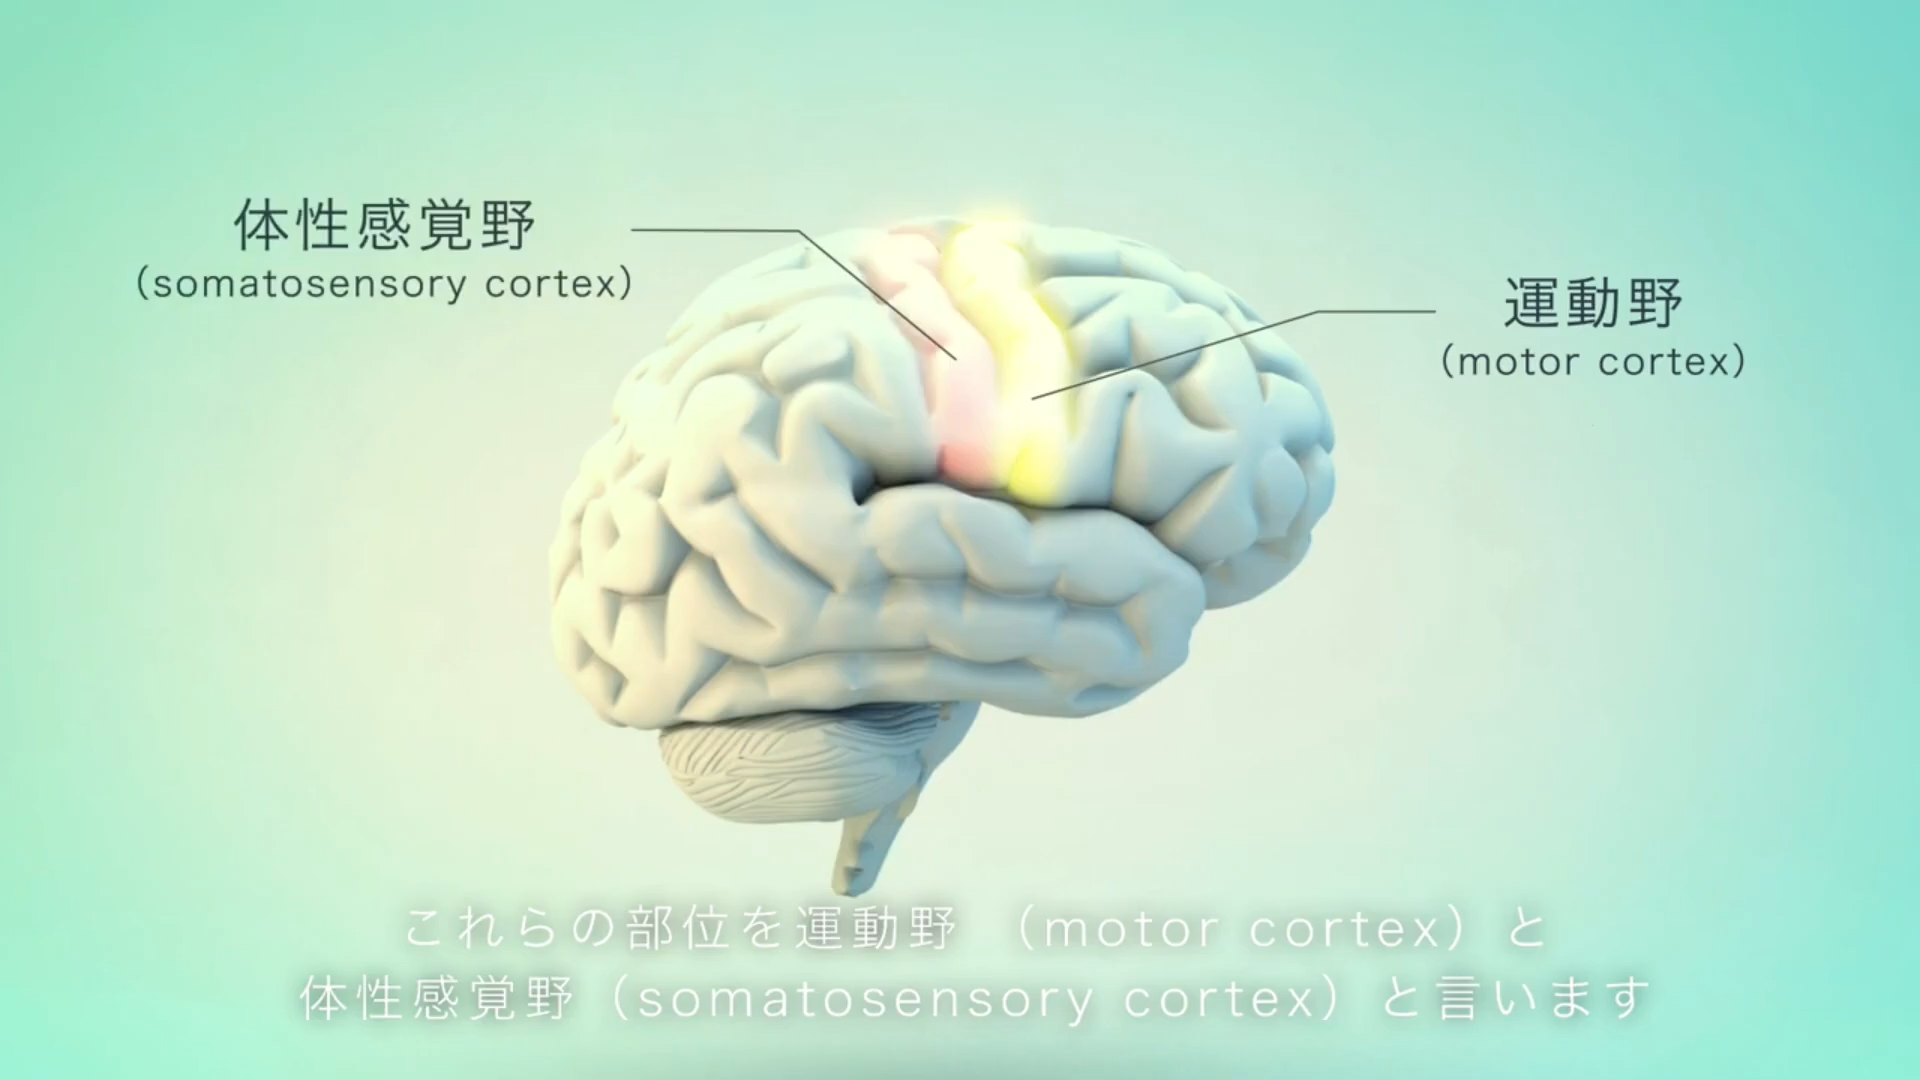 体性感覚野
(somatosensory cortex)
運動野
(motor cortex)
これらの部位を運動野 (motor cortex) と
体性感覚野 (somatosensory cortex) と言います